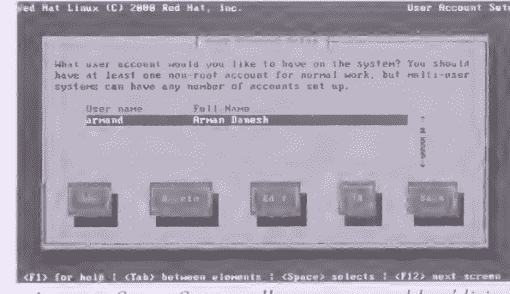 Red Hat Linux (C) 2000 Red Hat, Inc. User Account Setu
What user account would you like to have on the system? You should
have at least one non-root account for normal work, but multi-user
systems can have any number of accounts set up.
User name Full Name
armand Arman Danesh
OK
<F1> for help | <Tab> between elements | <Space> selects | <F12> next screen